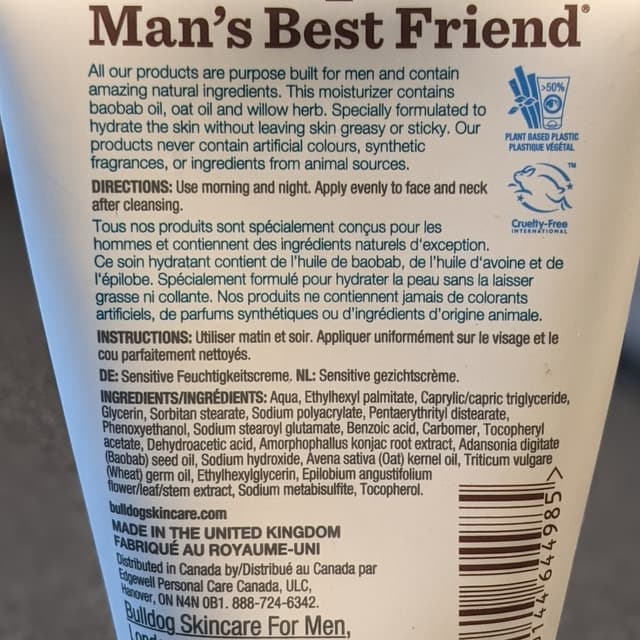 Man's Best Friend®
All our products are purpose built for men and contain
amazing natural ingredients. This moisturizer contains
baobab oil, oat oil and willow herb. Specially formulated to
hydrate the skin without leaving skin greasy or sticky. Our
products never contain artificial colours, synthetic
fragrances, or ingredients from animal sources.
>50%
PLANT BASED PLASTIC
PLASTIQUE VÉGÉTAL
TM
Cruelty-Free
INTERNATIONAL
DIRECTIONS: Use morning and night. Apply evenly to face and neck
after cleansing.
Tous nos produits sont spécialement conçus pour les
hommes et contiennent des ingrédients naturels d'exception.
Ce soin hydratant contient de l'huile de baobab, de l'huile d'avoine et de
l'épilobe. Spécialement formulé pour hydrater la peau sans la laisser
grasse ni collante. Nos produits ne contiennent jamais de colorants
artificiels, de parfums synthétiques ou d'ingrédients d'origine animale.
INSTRUCTIONS: Utiliser matin et soir. Appliquer uniformément sur le visage et le
cou parfaitement nettoyés.
DE: Sensitive Feuchtigkeitscreme. NL: Sensitive gezichtscrème.
INGREDIENTS/INGRÉDIENTS: Aqua, Ethylhexyl palmitate, Caprylic/capric triglyceride,
Glycerin, Sorbitan stearate, Sodium polyacrylate, Pentaerythrityl distearate,
Phenoxyethanol, Sodium stearoyl glutamate, Benzoic acid, Carbomer, Tocopheryl
acetate, Dehydroacetic acid, Amorphophallus konjac root extract, Adansonia digitate
(Baobab) seed oil, Sodium hydroxide, Avena sativa (Oat) kernel oil, Triticum vulgare
(Wheat) germ oil, Ethylhexylglycerin, Epilobium angustifolium
flower/leaf/stem extract, Sodium metabisulfite, Tocopherol.
bulldogskincare.com
MADE IN THE UNITED KINGDOM
FABRIQUÉ AU ROYAUME-UNI
Distributed in Canada by/Distribué au Canada par
Edgewell Personal Care Canada, ULC,
Hanover, ON N4N 0B1. 888-724-6342.
Bulldog Skincare For Men,
144644985>